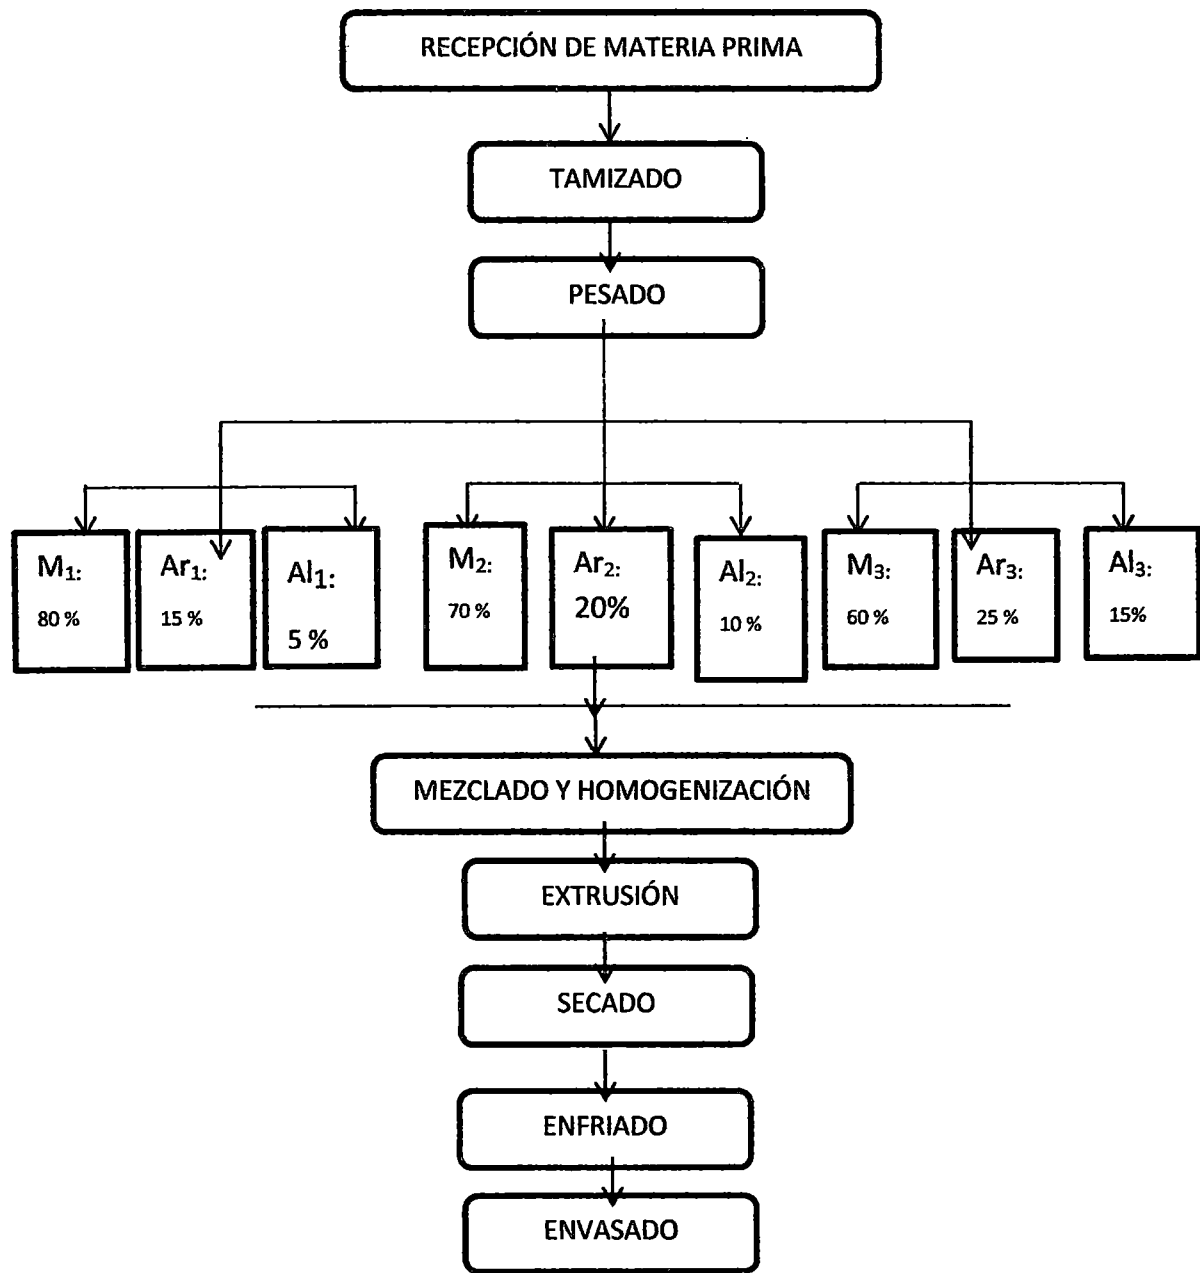 RECEPCIÓN DE MATERIA PRIMA
TAMIZADO
PESADO
M₁:
80 %
Ar₁:
15 %
Al₁:
5 %
M₂:
70 %
Ar₂:
20%
Al₂:
10 %
M₃:
60 %
Ar₃:
25 %
Al₃:
15%
MEZCLADO Y HOMOGENIZACIÓN
EXTRUSIÓN
SECADO
ENFRIADO
ENVASADO